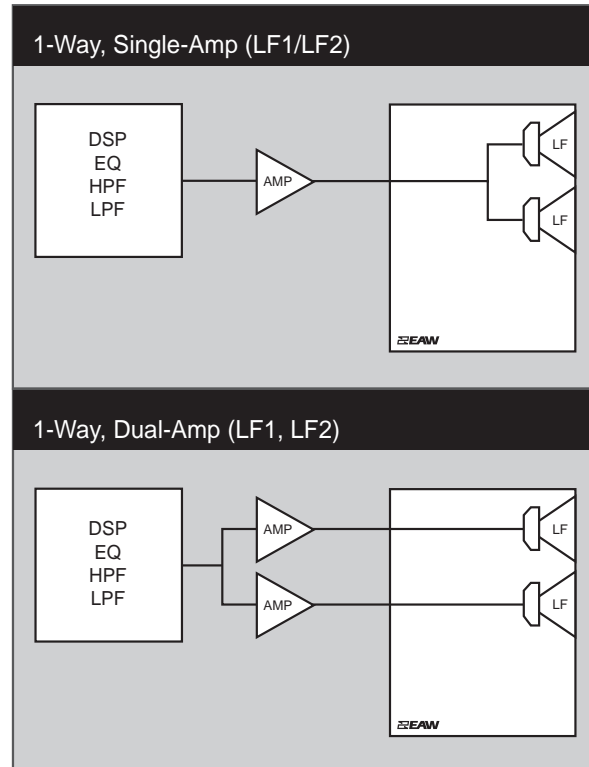 1-Way, Single-Amp (LF1/LF2)
DSP
EQ
HPF
LPF
AMP
LF
LF
EAW
1-Way, Dual-Amp (LF1, LF2)
DSP
EQ
HPF
LPF
AMP
AMP
LF
LF
EAW